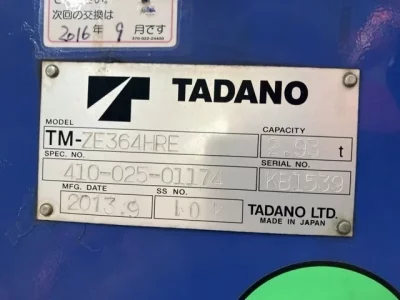 次回の交換は
2016年 9月です
TADANO
MODEL
TM-ZE364HRE
CAPACITY
2.93 t
SPEC. NO.
410-025-01174
SERIAL NO.
KB1539
MFG. DATE
2013.9
SS NO.
TADANO LTD.
MADE IN JAPAN